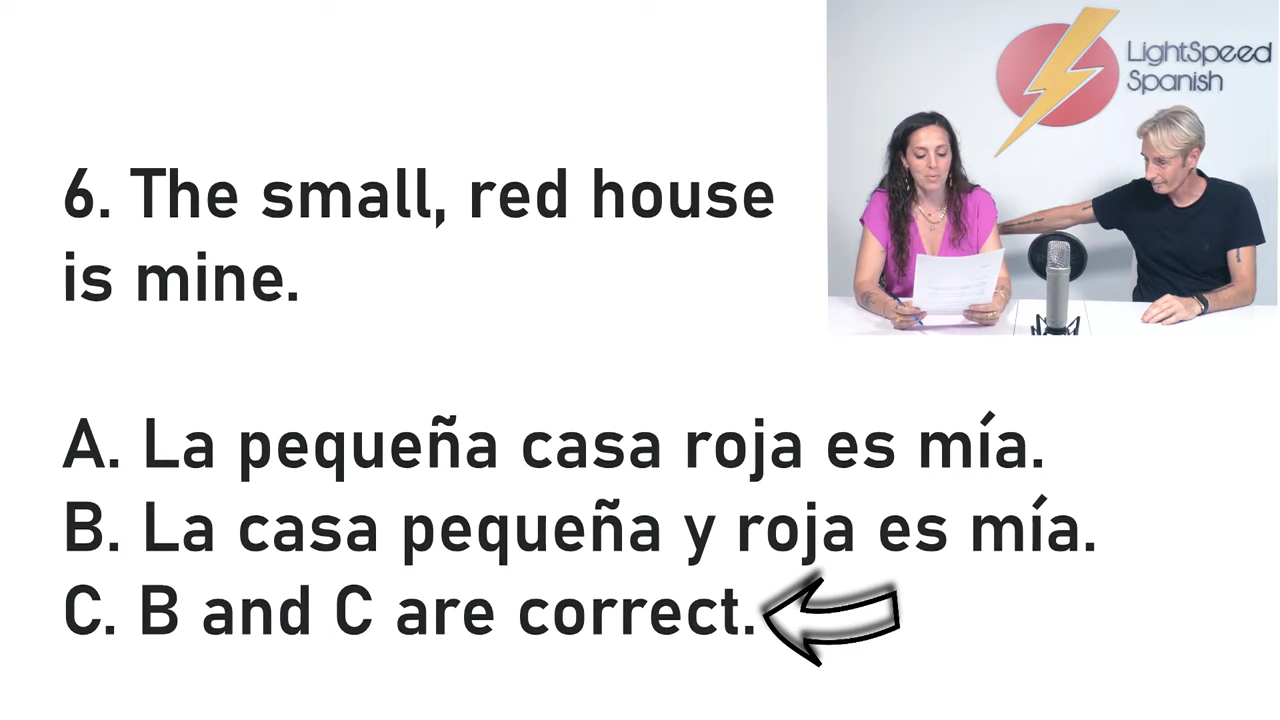 6. The small, red house
is mine.
A. La pequeña casa roja es mía.
B. La casa pequeña y roja es mía.
C. B and C are correct.
LightSpeed
Spanish